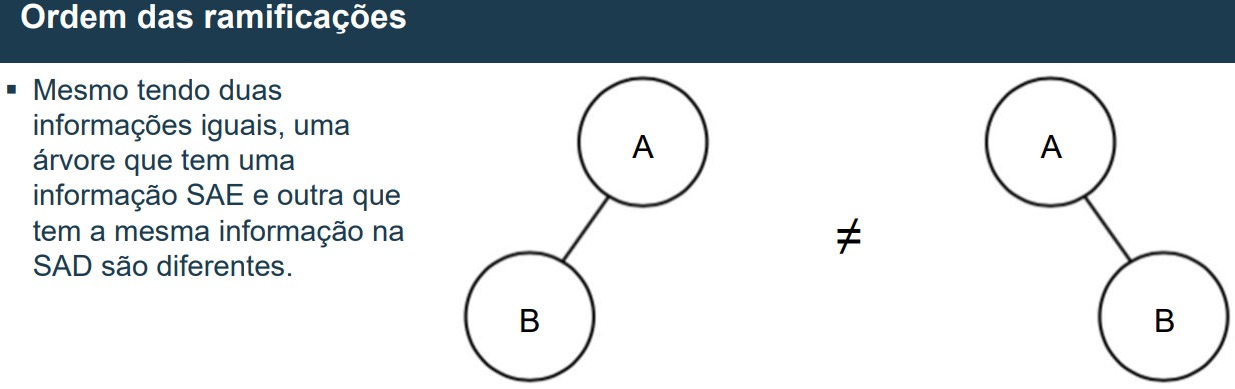 Ordem das ramificações
▪ Mesmo tendo duas
informações iguais, uma
árvore que tem uma
informação SAE e outra que
tem a mesma informação na
SAD são diferentes.
A
B
≠
A
B